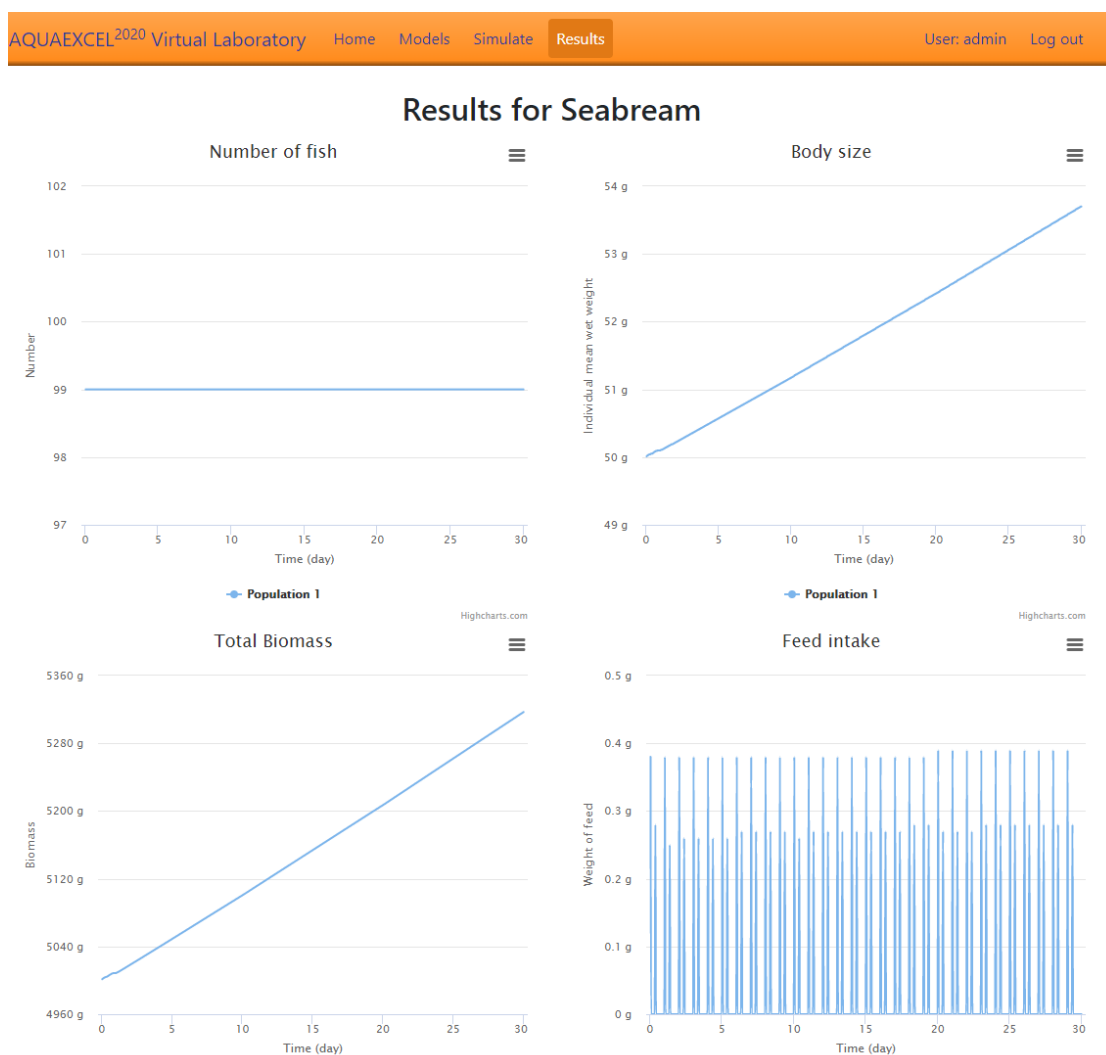 AQUAEXCEL2020 Virtual Laboratory Home Models Simulate Results User: admin Log out
Results for Seabream
Number of fish
102
101
100
99
98
97
Number
0 5 10 15 20 25 30
Time (day)
Population 1
Highcharts.com
Body size
54 g
53 g
52 g
51 g
50 g
49 g
Individual mean wet weight
0 5 10 15 20 25 30
Time (day)
Population 1
Highcharts.com
Total Biomass
5360 g
5280 g
5200 g
5120 g
5040 g
4960 g
Biomass
0 5 10 15 20 25 30
Time (day)
Feed intake
0.5 g
0.4 g
0.3 g
0.2 g
0.1 g
0 g
Weight of feed
0 5 10 15 20 25 30
Time (day)